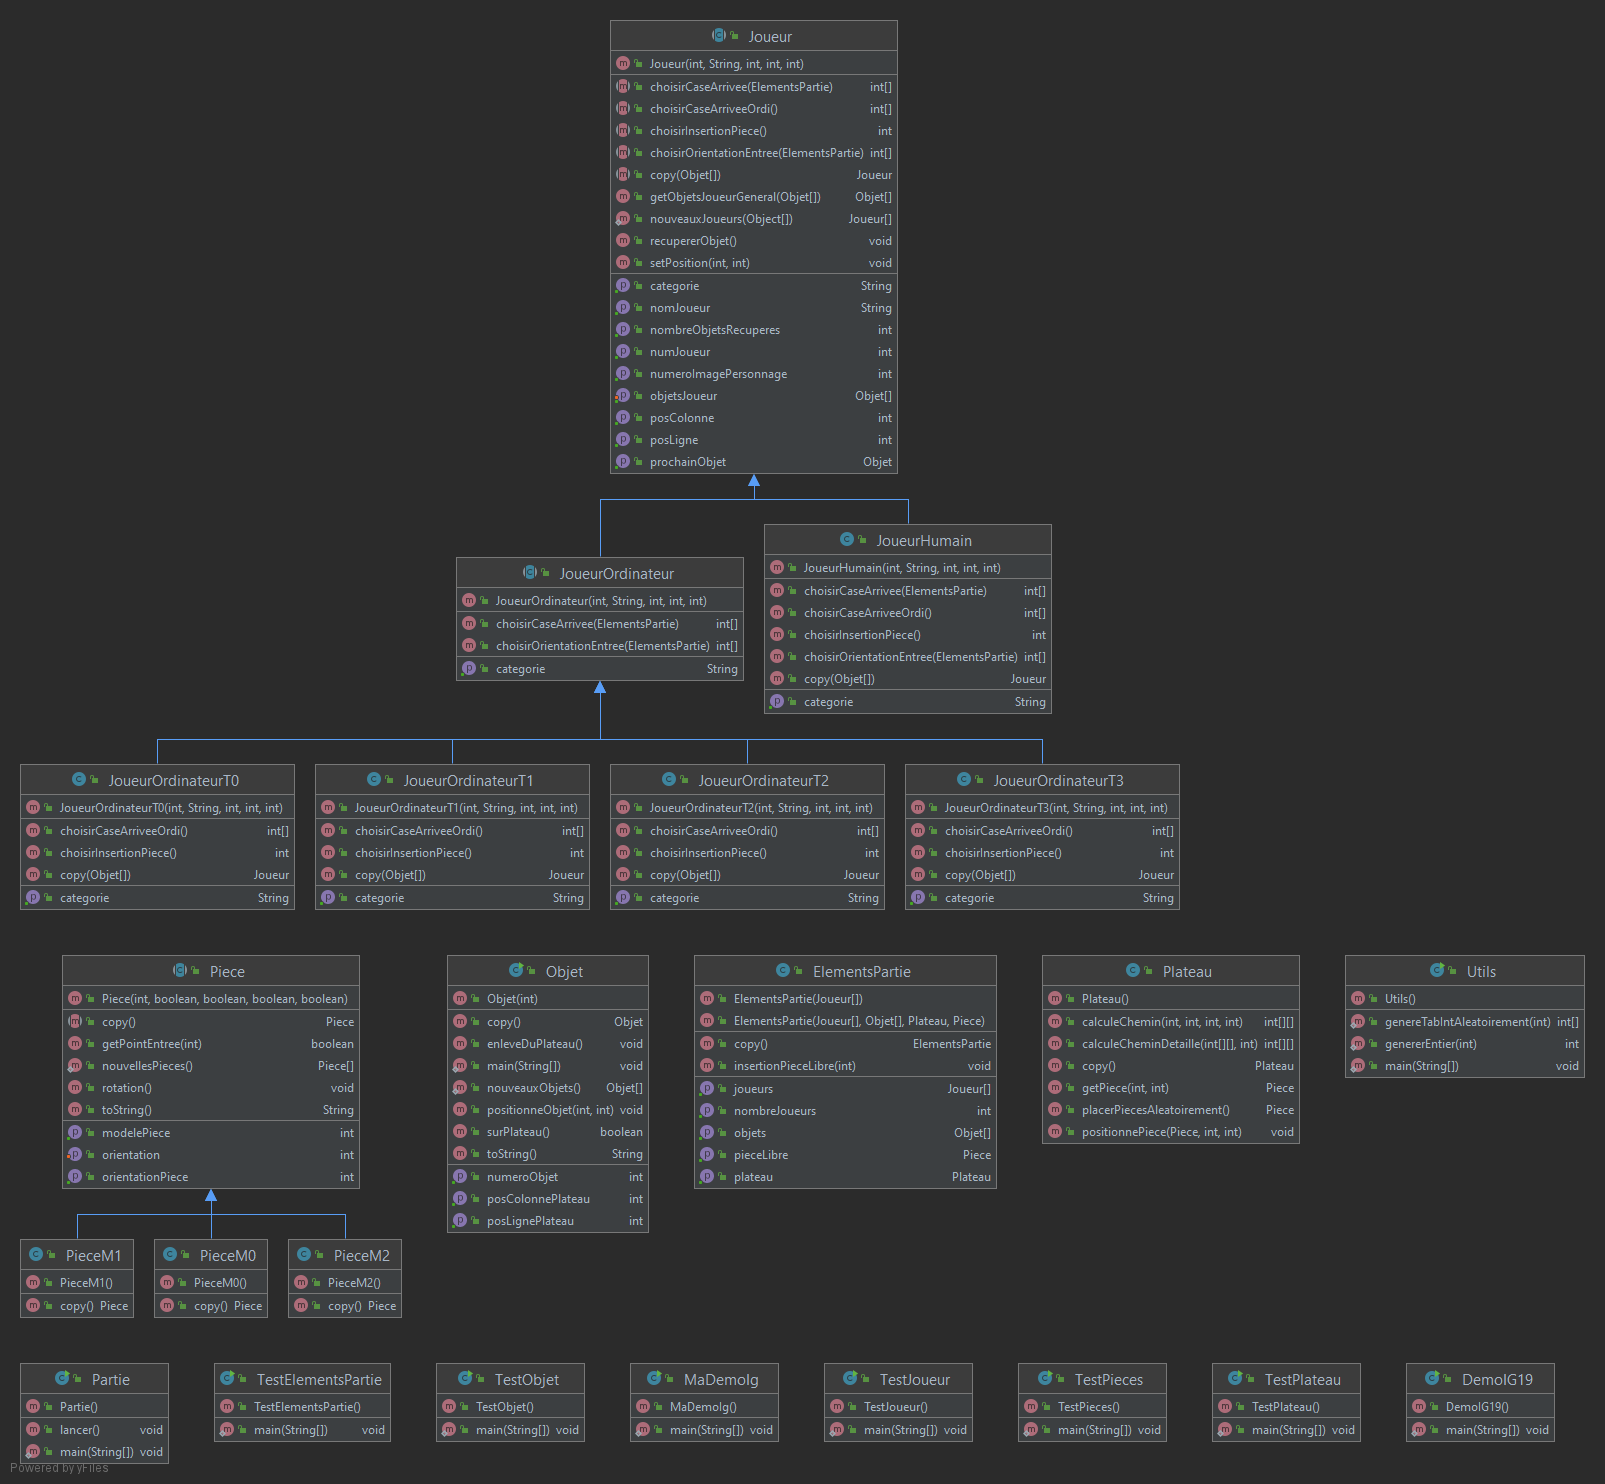 Joueur
Joueur(int, String, int, int, int)
choisirCaseArrivee(ElementsPartie) int[]
choisirCaseArriveeOrdi() int[]
choisirInsertionPiece() int
choisirOrientationEntree(ElementsPartie) int[]
copy(Objet[]) Joueur
getObjetsJoueurGeneral(Objet[]) Objet[]
nouveauxJoueurs(Object[]) Joueur[]
recupererObjet() void
setPosition(int, int) void
categorie String
nomJoueur String
nombreObjetsRecuperes int
numJoueur int
numeroImagePersonnage int
objetsJoueur Objet[]
posColonne int
posLigne int
prochainObjet Objet
JoueurOrdinateur
JoueurOrdinateur(int, String, int, int, int)
choisirCaseArrivee(ElementsPartie) int[]
choisirOrientationEntree(ElementsPartie) int[]
categorie String
JoueurHumain
JoueurHumain(int, String, int, int, int)
choisirCaseArrivee(ElementsPartie) int[]
choisirCaseArriveeOrdi() int[]
choisirInsertionPiece() int
choisirOrientationEntree(ElementsPartie) int[]
copy(Objet[]) Joueur
categorie String
JoueurOrdinateurT0
JoueurOrdinateurT0(int, String, int, int, int)
choisirCaseArriveeOrdi() int[]
choisirInsertionPiece() int
copy(Objet[]) Joueur
categorie String
JoueurOrdinateurT1
JoueurOrdinateurT1(int, String, int, int, int)
choisirCaseArriveeOrdi() int[]
choisirInsertionPiece() int
copy(Objet[]) Joueur
categorie String
JoueurOrdinateurT2
JoueurOrdinateurT2(int, String, int, int, int)
choisirCaseArriveeOrdi() int[]
choisirInsertionPiece() int
copy(Objet[]) Joueur
categorie String
JoueurOrdinateurT3
JoueurOrdinateurT3(int, String, int, int, int)
choisirCaseArriveeOrdi() int[]
choisirInsertionPiece() int
copy(Objet[]) Joueur
categorie String
Piece
Piece(int, boolean, boolean, boolean, boolean)
copy() Piece
getPointEntree(int) boolean
nouvellesPieces() Piece[]
rotation() void
toString() String
modelePiece int
orientation int
orientationPiece int
Objet
Objet(int)
copy() Objet
enleveDuPlateau() void
main(String[]) void
nouveauxObjets() Objet[]
positionneObjet(int, int) void
surPlateau() boolean
toString() String
numeroObjet int
posColonnePlateau int
posLignePlateau int
ElementsPartie
ElementsPartie(Joueur[])
ElementsPartie(Joueur[], Objet[], Plateau, Piece)
copy() ElementsPartie
insertionPieceLibre(int) void
joueurs Joueur[]
nombreJoueurs int
objets Objet[]
pieceLibre Piece
plateau Plateau
Plateau
Plateau()
calculeChemin(int, int, int, int) int[][]
calculeCheminDetaille(int[][], int) int[][]
copy() Plateau
getPiece(int, int) Piece
placerPiecesAleatoirement() Piece
positionnePiece(Piece, int, int) void
Utils
Utils()
genereTabIntAleatoirement(int) int[]
genererEntier(int) int
main(String[]) void
PieceM1
PieceM1()
copy() Piece
PieceM0
PieceM0()
copy() Piece
PieceM2
PieceM2()
copy() Piece
Partie
Partie()
lancer() void
main(String[]) void
TestElementsPartie
TestElementsPartie()
main(String[]) void
TestObjet
TestObjet()
main(String[]) void
MaDemoIg
MaDemoIg()
main(String[]) void
TestJoueur
TestJoueur()
main(String[]) void
TestPieces
TestPieces()
main(String[]) void
TestPlateau
TestPlateau()
main(String[]) void
DemoIG19
DemoIG19()
main(String[]) void
Powered by yFiles